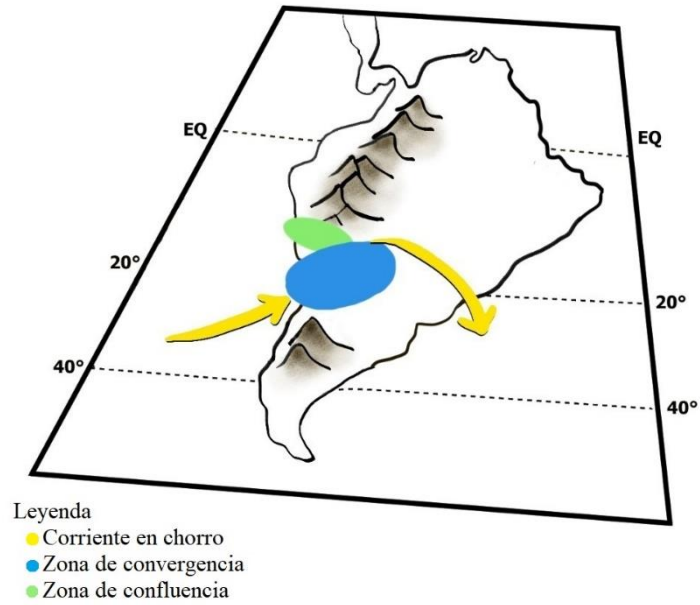 EQ
EQ
20°
20°
40°
40°
Leyenda
Corriente en chorro
Zona de convergencia
Zona de confluencia